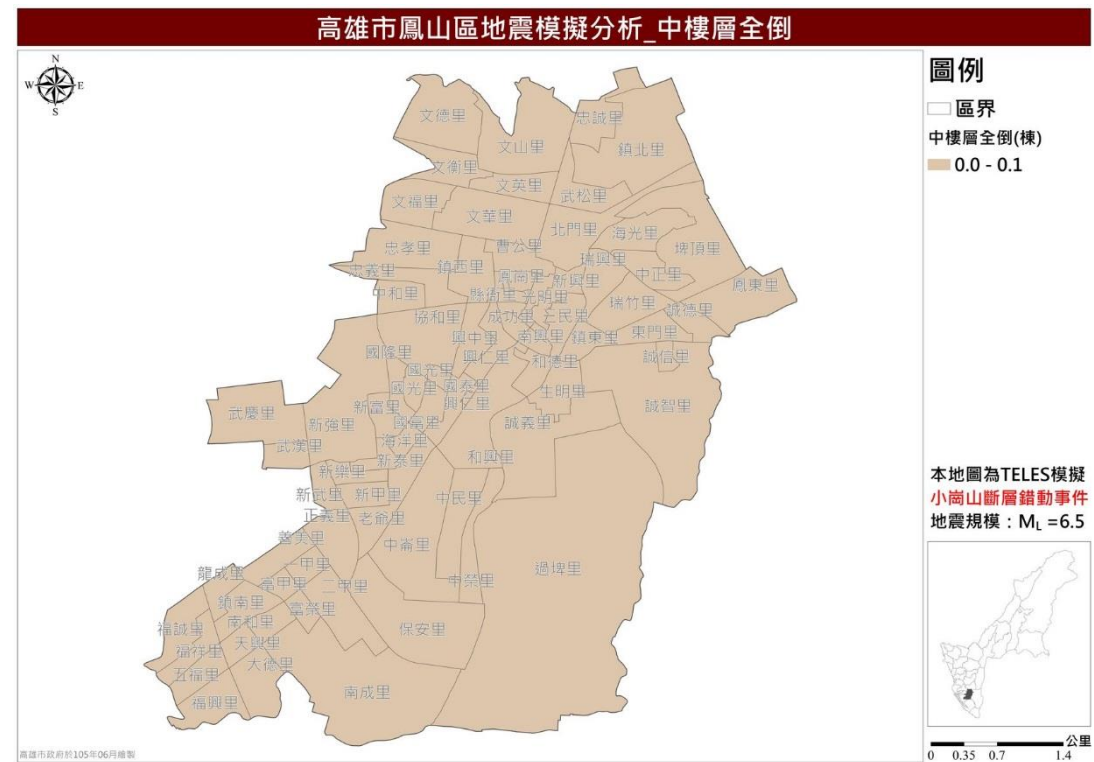 高雄市鳳山區地震模擬分析_中樓層全倒
N
W
E
S
圖例
區界
中樓層全倒(棟)
0.0 - 0.1
文德里
忠誠里
文山里
鎮北里
文衡里
文英里
武松里
文福里
文華里
北門里
海光里
忠孝里
曹公里
埤頂里
瑞興里
忠義里
鎮西里
鳳崗里
新興里
中正里
鳳東里
中和里
縣衙里
光明里
瑞竹里
誠德里
協和里
成功里
三民里
東門里
興中里
南興里
鎮東里
國隆里
興仁里
和德里
誠信里
國光里
國光里
國泰里
生明里
新富里
興仁里
誠智里
武慶里
新強里
國富里
誠義里
武漢里
海洋里
新泰里
和興里
新樂里
新武里
新甲里
中民里
正義里
老爺里
善美里
中崙里
一甲里
過埤里
龍成里
二甲里
中榮里
鎮南里
富榮里
南和里
福誠里
保安里
天興里
福祥里
大德里
五福里
南成里
福興里
本地圖為TELES模擬
小崗山斷層錯動事件
地震規模：ML =6.5
公里
0 0.35 0.7 1.4
高雄市政府於105年06月繪製